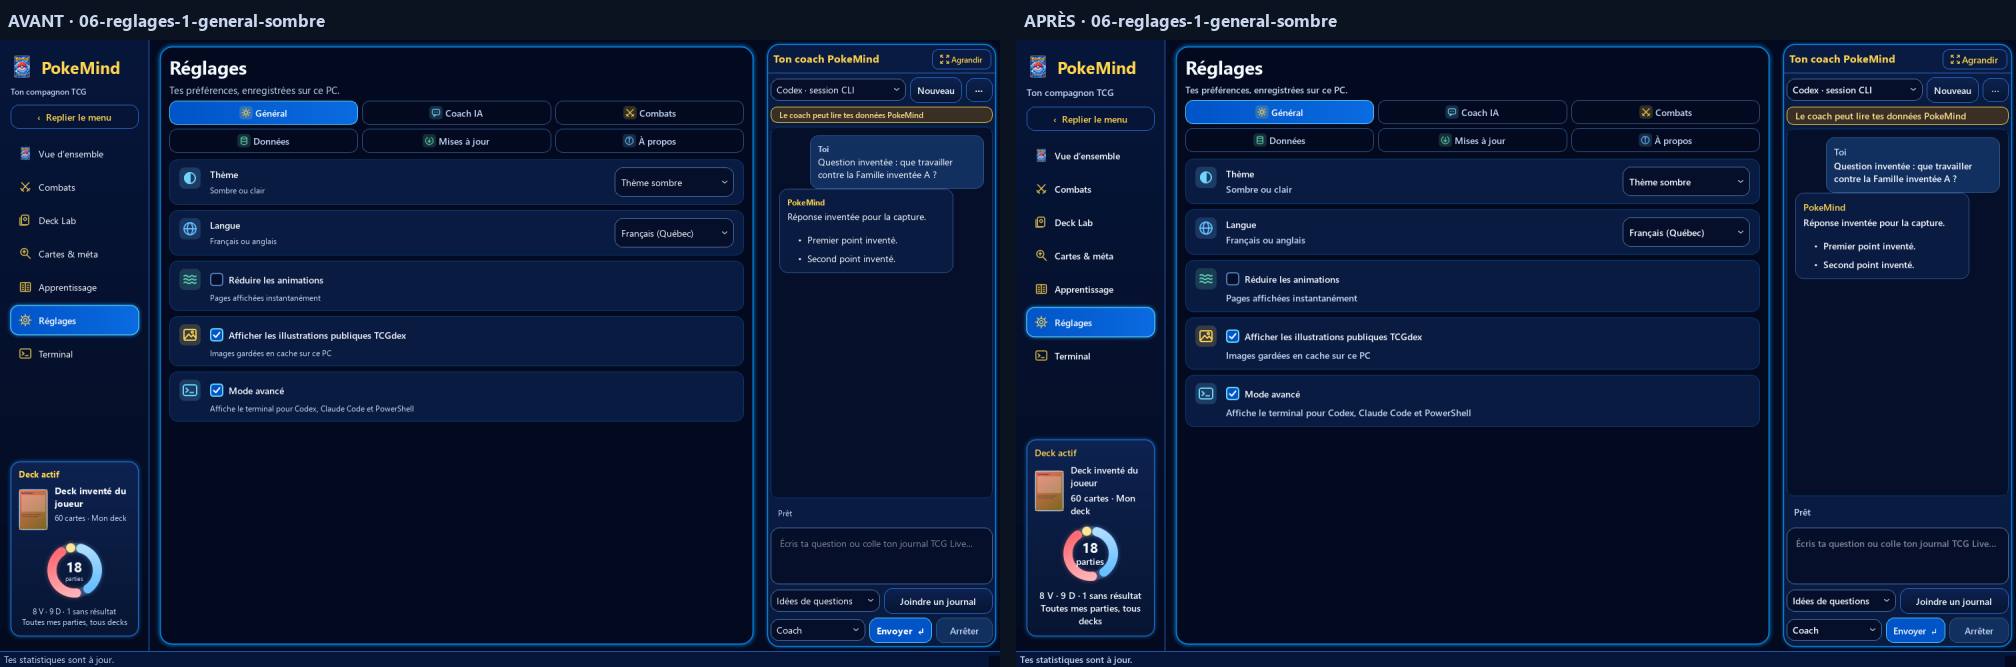 AVANT · 06-reglages-1-general-sombre
PokeMind
Ton compagnon TCG
‹ Replier le menu
Vue d'ensemble
Combats
Deck Lab
Cartes & méta
Apprentissage
Réglages
Terminal
Deck actif
Deck inventé du
joueur
60 cartes · Mon deck
18
parties
8 V · 9 D · 1 sans résultat
Toutes mes parties, tous decks
Réglages
Tes préférences, enregistrées sur ce PC.
Général
Coach IA
Combats
Données
Mises à jour
À propos
Thème
Sombre ou clair
Thème sombre
Langue
Français ou anglais
Français (Québec)
Réduire les animations
Pages affichées instantanément
Afficher les illustrations publiques TCGdex
Images gardées en cache sur ce PC
Mode avancé
Affiche le terminal pour Codex, Claude Code et PowerShell
Ton coach PokeMind
Agrandir
Codex · session CLI
Nouveau
...
Le coach peut lire tes données PokeMind
Toi
Question inventée : que travailler
contre la Famille inventée A ?
PokeMind
Réponse inventée pour la capture.
• Premier point inventé.
• Second point inventé.
Prêt
Écris ta question ou colle ton journal TCG Live...
Idées de questions
Joindre un journal
Coach
Envoyer ↲
Arrêter
Tes statistiques sont à jour.
APRÈS · 06-reglages-1-general-sombre
PokeMind
Ton compagnon TCG
‹ Replier le menu
Vue d'ensemble
Combats
Deck Lab
Cartes & méta
Apprentissage
Réglages
Terminal
Deck actif
Deck inventé du
joueur
60 cartes · Mon
deck
18
parties
8 V · 9 D · 1 sans résultat
Toutes mes parties, tous
decks
Réglages
Tes préférences, enregistrées sur ce PC.
Général
Coach IA
Combats
Données
Mises à jour
À propos
Thème
Sombre ou clair
Thème sombre
Langue
Français ou anglais
Français (Québec)
Réduire les animations
Pages affichées instantanément
Afficher les illustrations publiques TCGdex
Images gardées en cache sur ce PC
Mode avancé
Affiche le terminal pour Codex, Claude Code et PowerShell
Ton coach PokeMind
Agrandir
Codex · session CLI
Nouveau
...
Le coach peut lire tes données PokeMind
Toi
Question inventée : que travailler
contre la Famille inventée A ?
PokeMind
Réponse inventée pour la capture.
• Premier point inventé.
• Second point inventé.
Prêt
Écris ta question ou colle ton journal TCG Live...
Idées de questions
Joindre un journal
Coach
Envoyer ↲
Arrêter
Tes statistiques sont à jour.